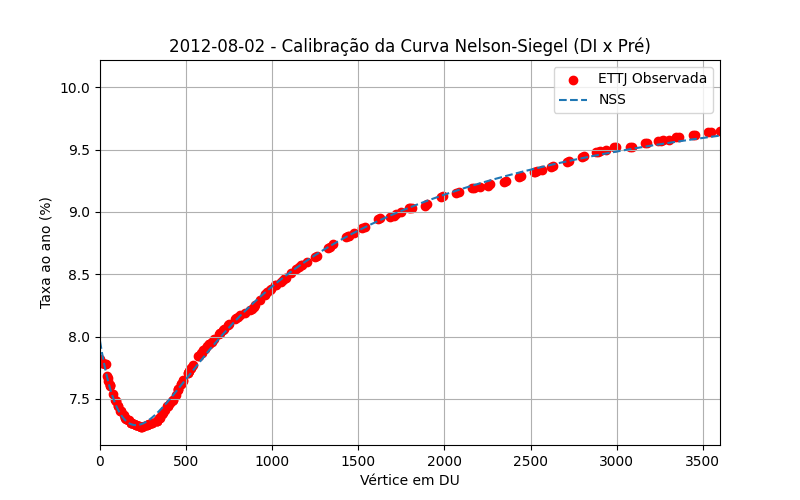 2012-08-02 - Calibração da Curva Nelson-Siegel (DI x Pré)
ETTJ Observada
NSS
Taxa ao ano (%)
10.0
9.5
9.0
8.5
8.0
7.5
0 500 1000 1500 2000 2500 3000 3500
Vértice em DU